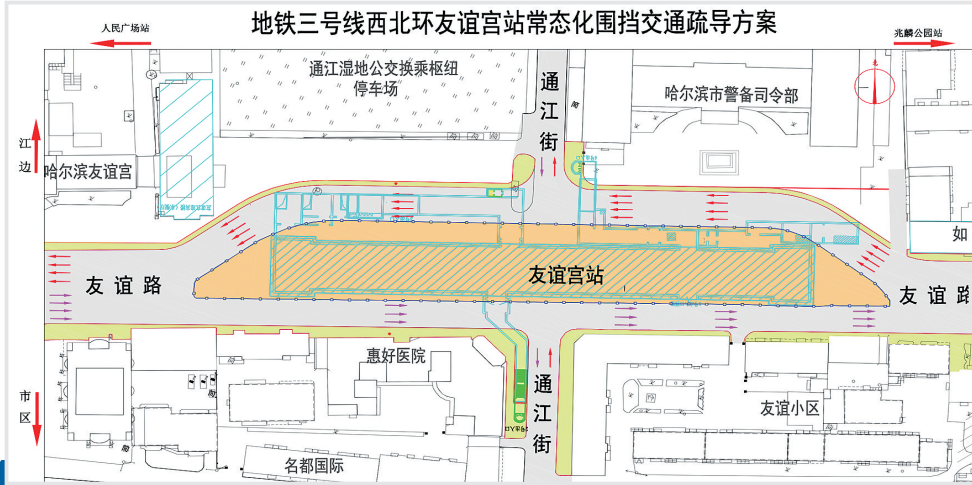 地铁三号线西北环友谊宫站常态化围挡交通疏导方案
人民广场站
兆麟公园站
通江湿地公交换乘枢纽
停车场
通江街
哈尔滨市警备司令部
江边
哈尔滨友谊宫
如
友谊宫站
友谊路
友谊路
惠好医院
通江街
市区
友谊小区
名都国际